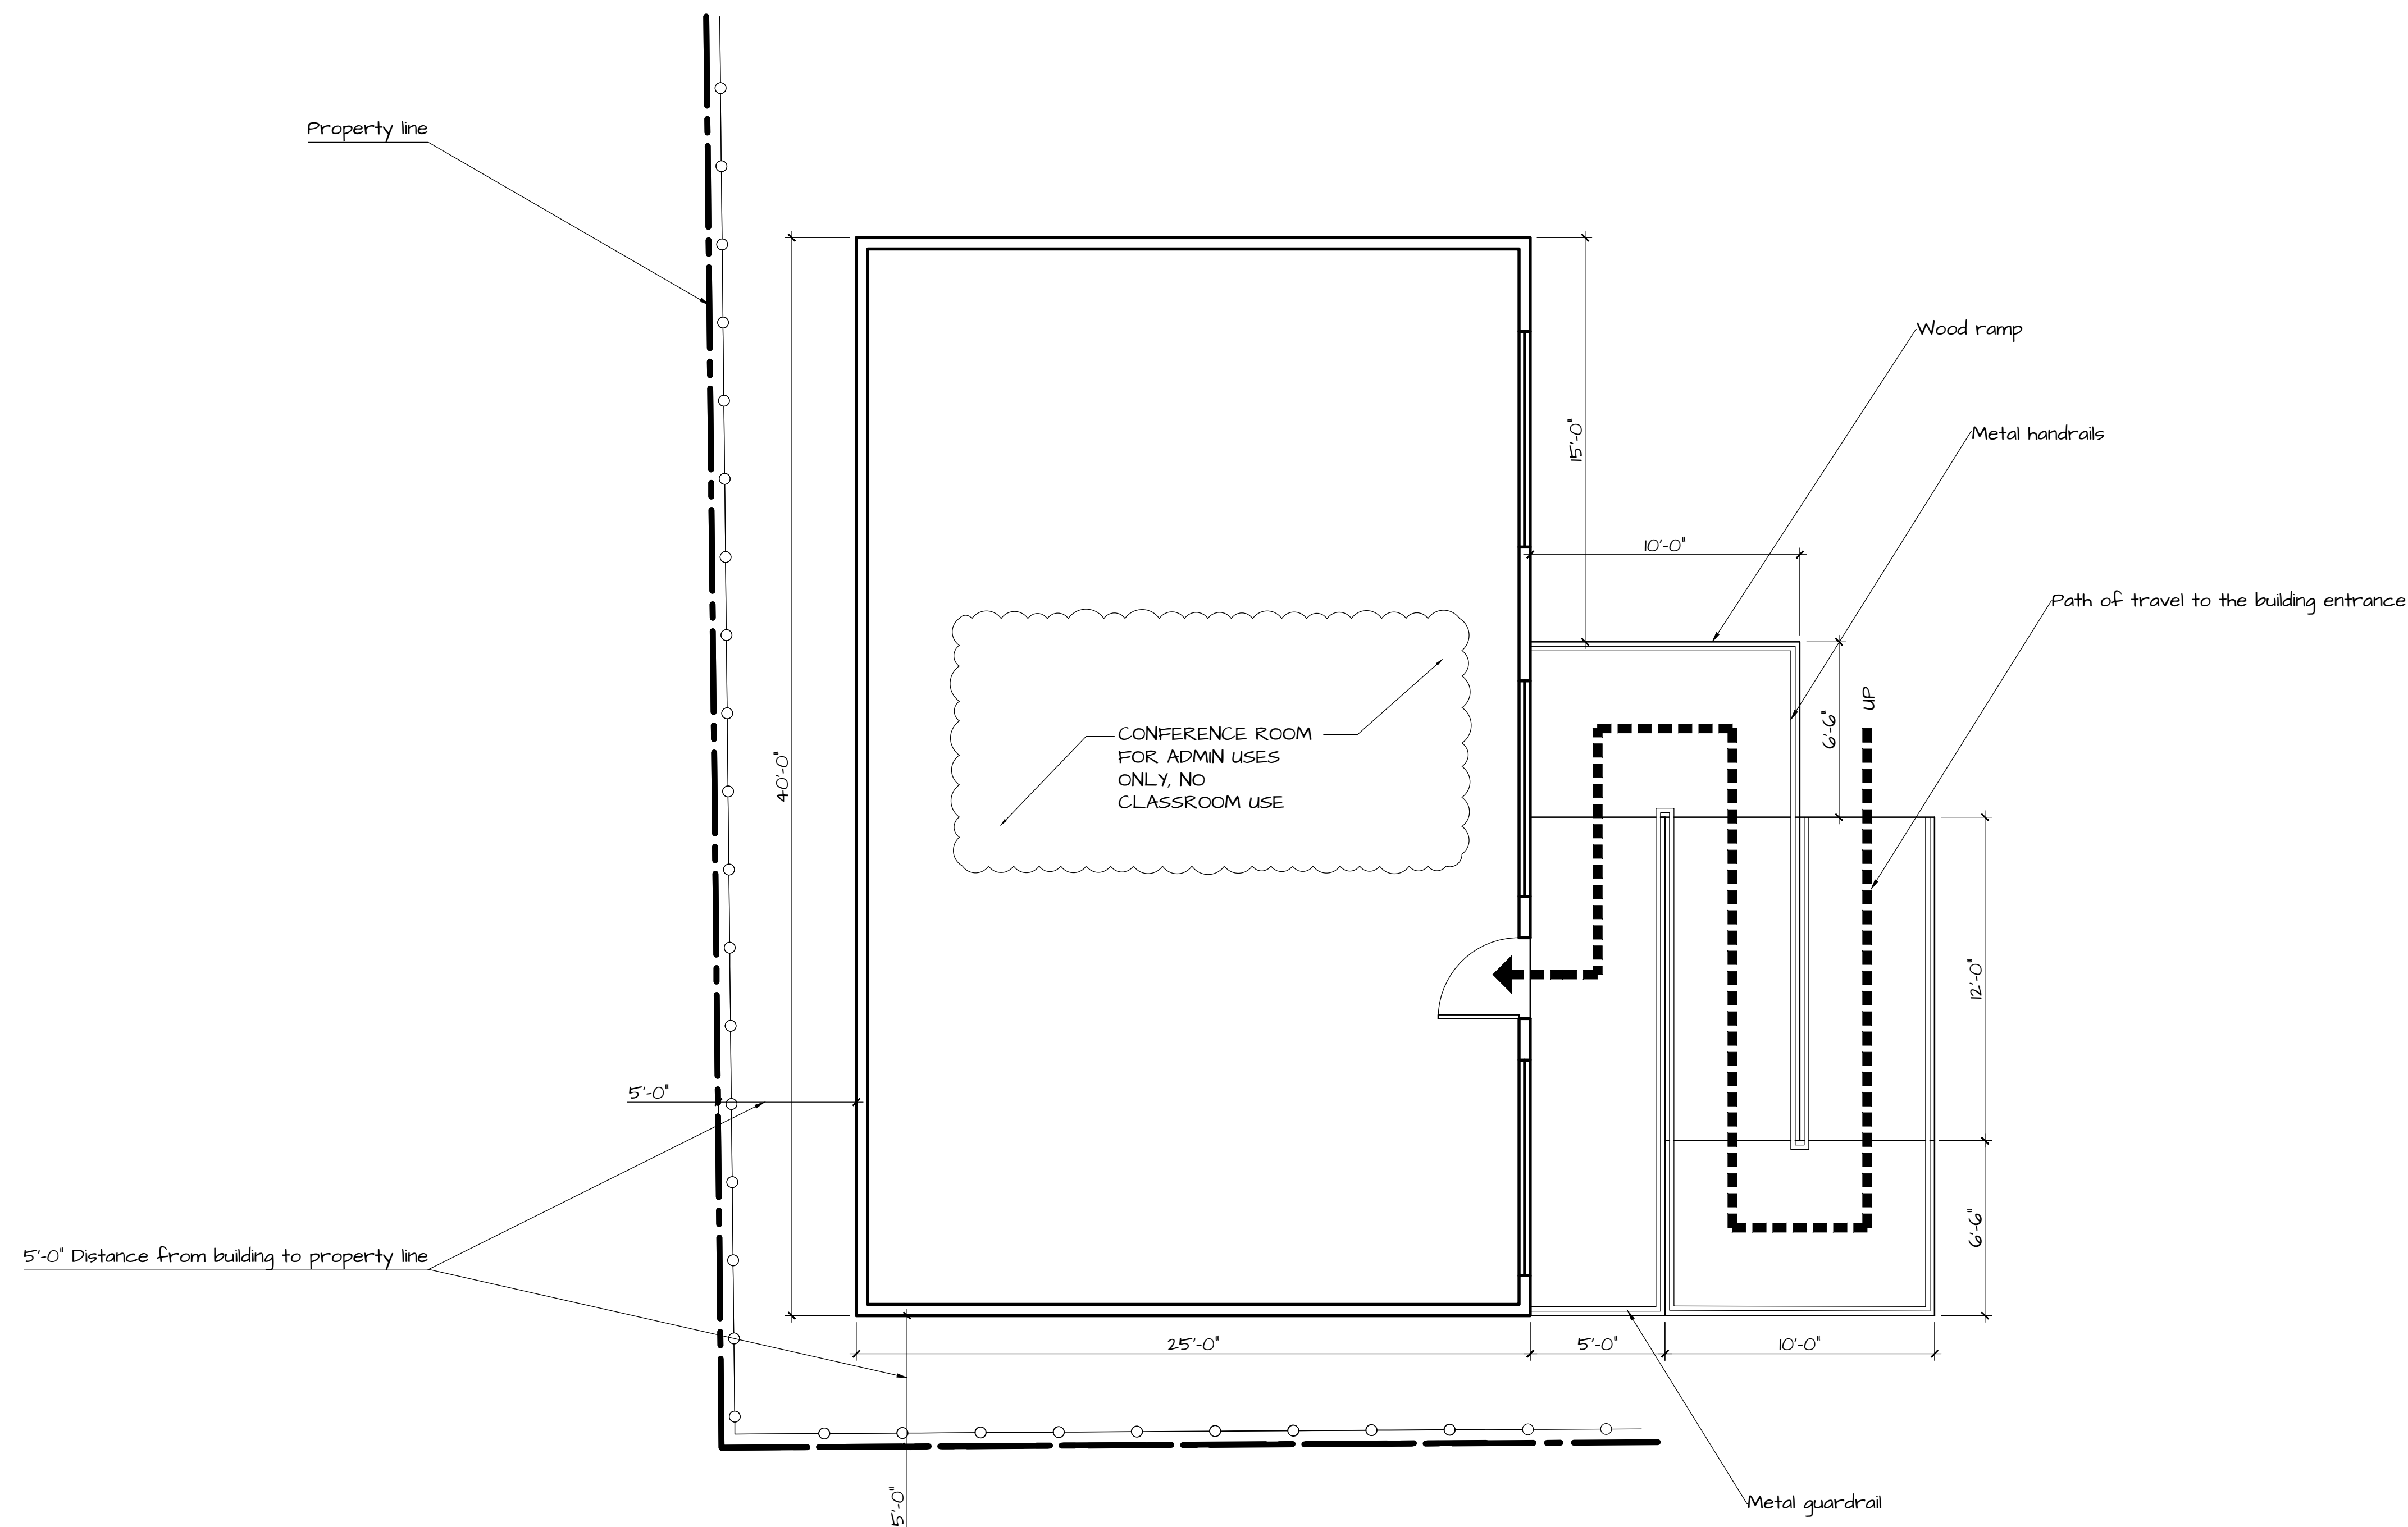 Property line
Wood ramp
Metal handrails
15'-0"
10'-0"
Path of travel to the building entrance
UP
6'-6"
40'-0"
CONFERENCE ROOM
FOR ADMIN USES
ONLY, NO
CLASSROOM USE
12'-0"
5'-0"
6'-6"
5'-0" Distance from building to property line
25'-0"
5'-0"
10'-0"
5'-0"
Metal guardrail